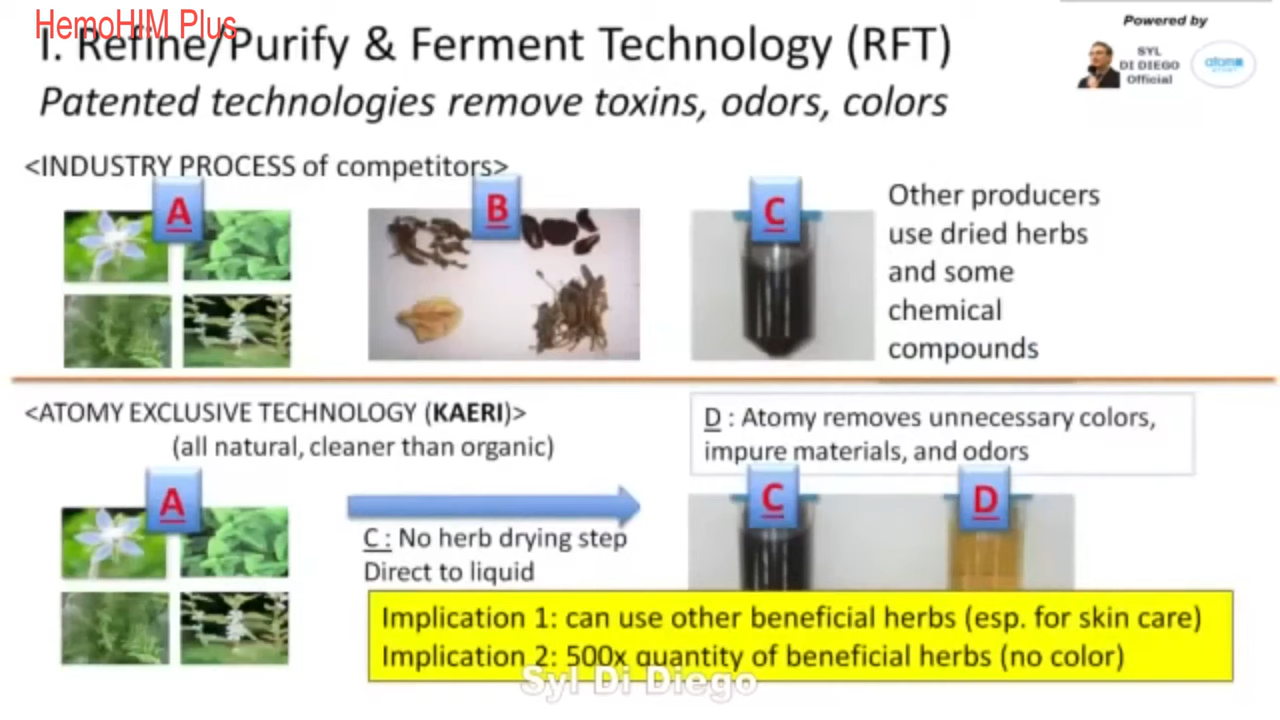 HemoHIM Plus
I. Refine/Purify & Ferment Technology (RFT)
Patented technologies remove toxins, odors, colors
Powered by
SYL
DI DIEGO
Official
atomy
<INDUSTRY PROCESS of competitors>
A
B
C
Other producers
use dried herbs
and some
chemical
compounds
<ATOMY EXCLUSIVE TECHNOLOGY (KAERI)>
(all natural, cleaner than organic)
D : Atomy removes unnecessary colors,
impure materials, and odors
A
C
D
C : No herb drying step
Direct to liquid
Implication 1: can use other beneficial herbs (esp. for skin care)
Implication 2: 500x quantity of beneficial herbs (no color)
Syl Di Diego